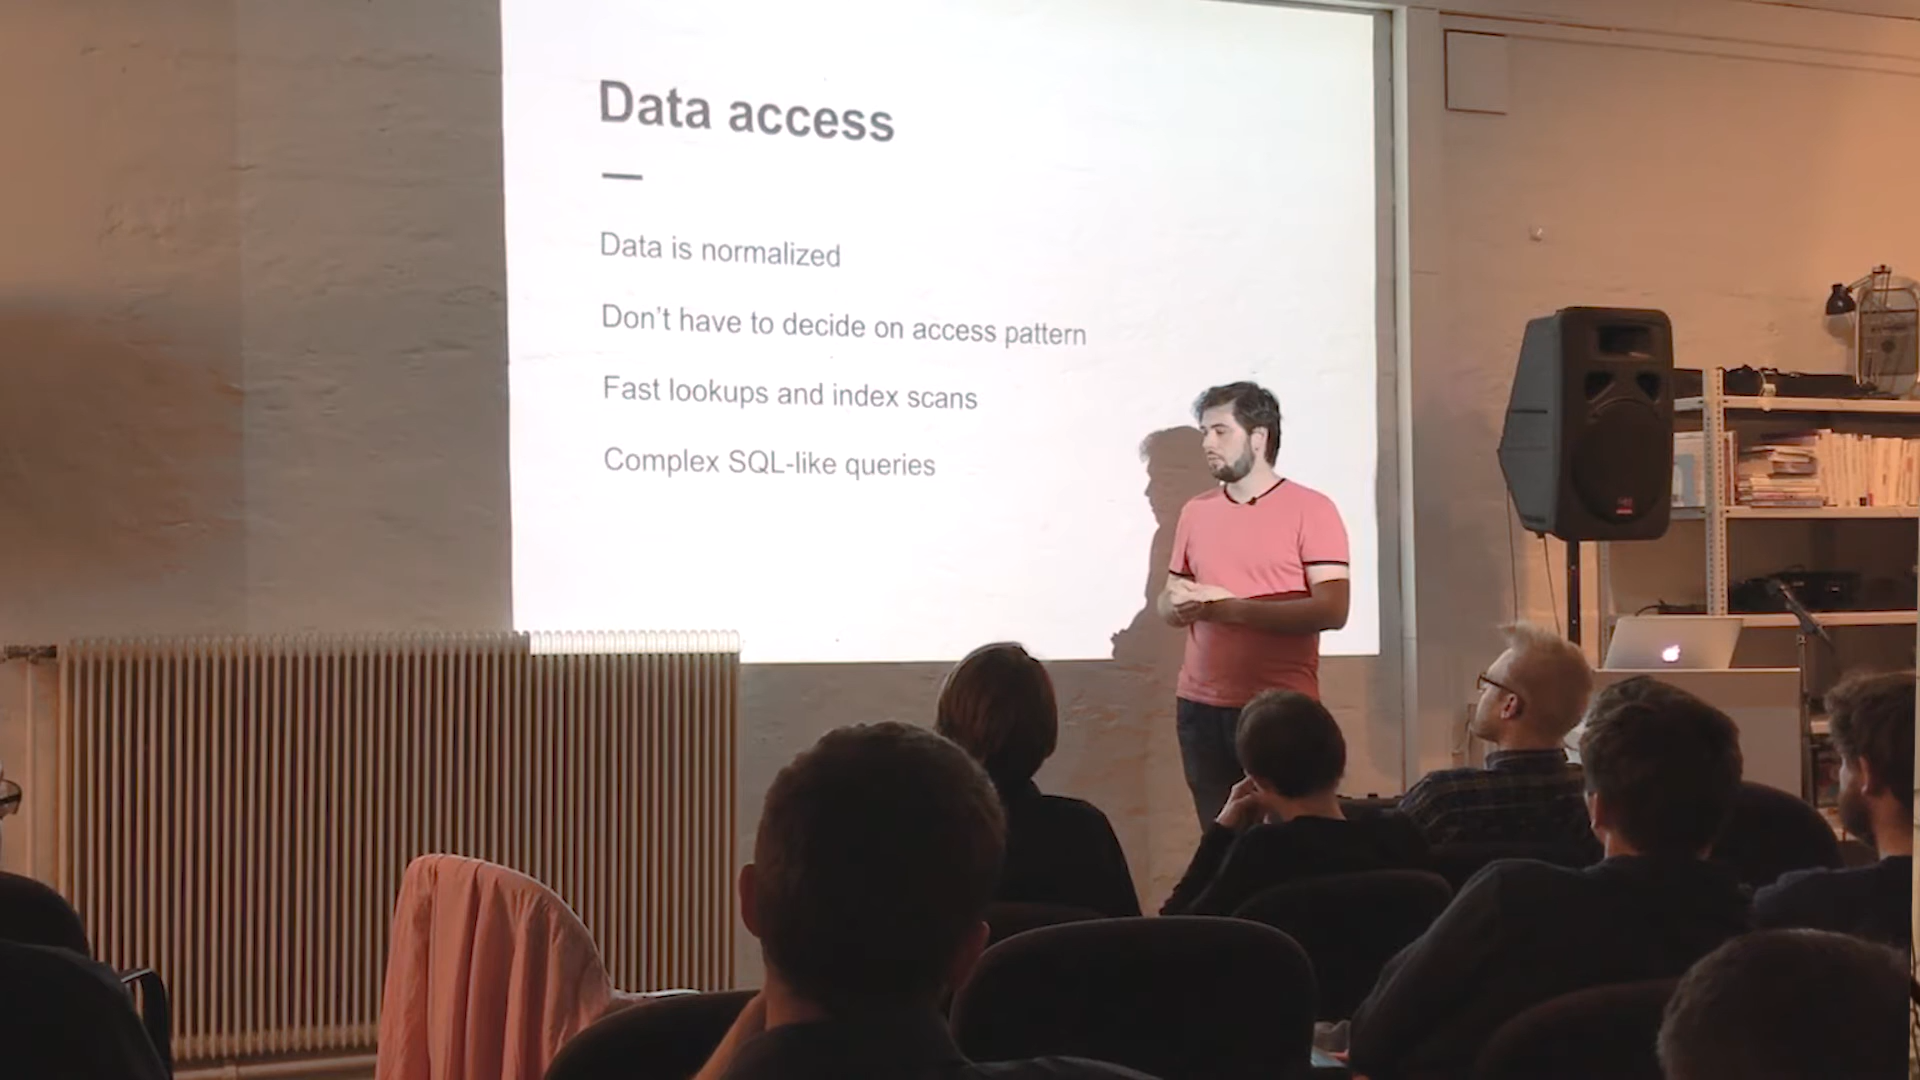 Data access
Data is normalized
Don't have to decide on access pattern
Fast lookups and index scans
Complex SQL-like queries